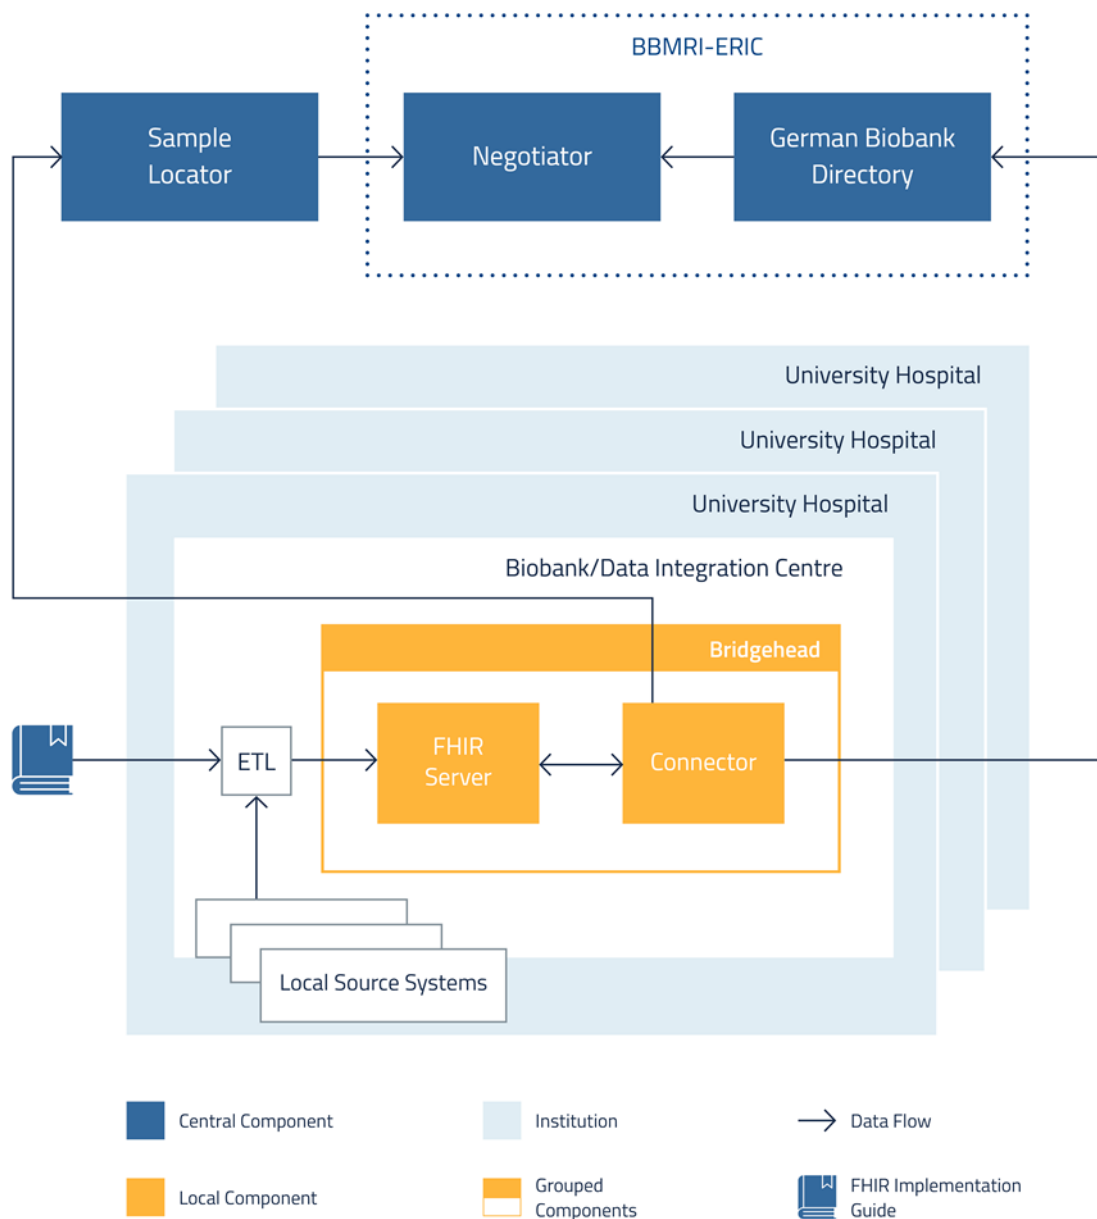 BBMRI-ERIC
Sample
Locator
Negotiator
German Biobank
Directory
University Hospital
University Hospital
University Hospital
Biobank/Data Integration Centre
Bridgehead
FHIR
Server
Connector
ETL
Local Source Systems
Central Component
Institution
Data Flow
Local Component
Grouped
Components
FHIR Implementation
Guide